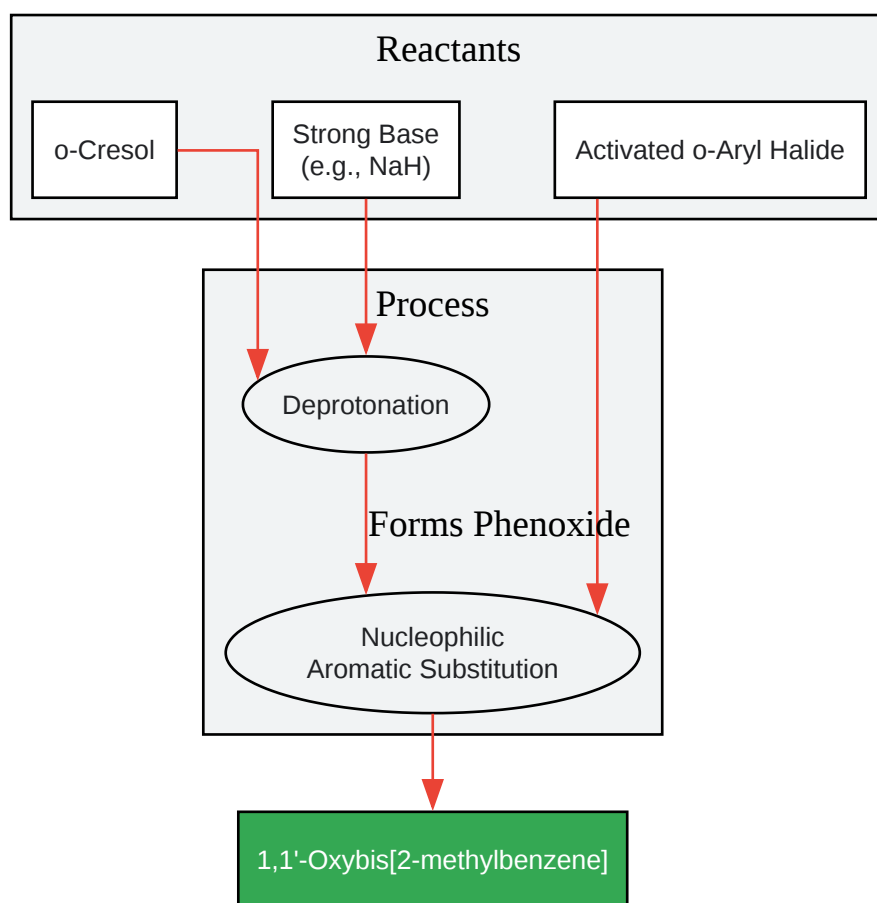 Reactants
o-Cresol
Strong Base
(e.g., NaH)
Activated o-Aryl Halide
Process
Deprotonation
Forms Phenoxide
Nucleophilic
Aromatic Substitution
1,1'-Oxybis[2-methylbenzene]